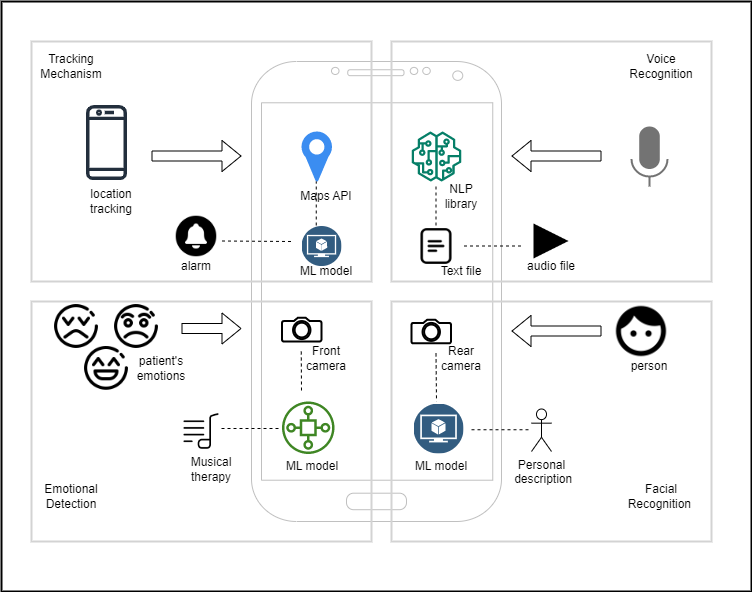 Tracking
Mechanism
location
tracking
Maps API
alarm
ML model
Voice
Recognition
NLP
library
Text file
audio file
patient's
emotions
Front
camera
Musical
therapy
ML model
Emotional
Detection
Rear
camera
person
ML model
Personal
description
Facial
Recognition